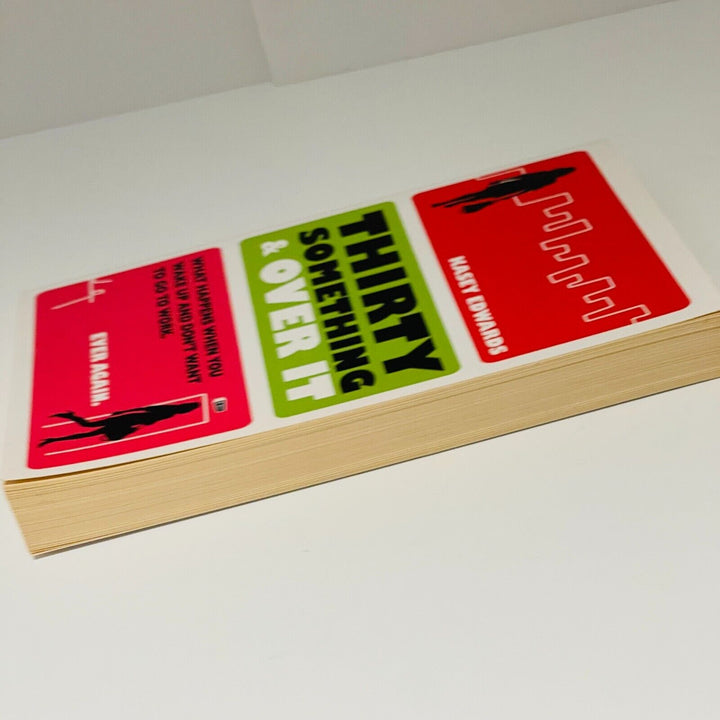 KASEY EDWARDS
THIRTY
SOMETHING
& OVER IT
WHAT HAPPENS WHEN YOU
WAKE UP AND DON'T WANT
TO GO TO WORK.
EVER AGAIN.